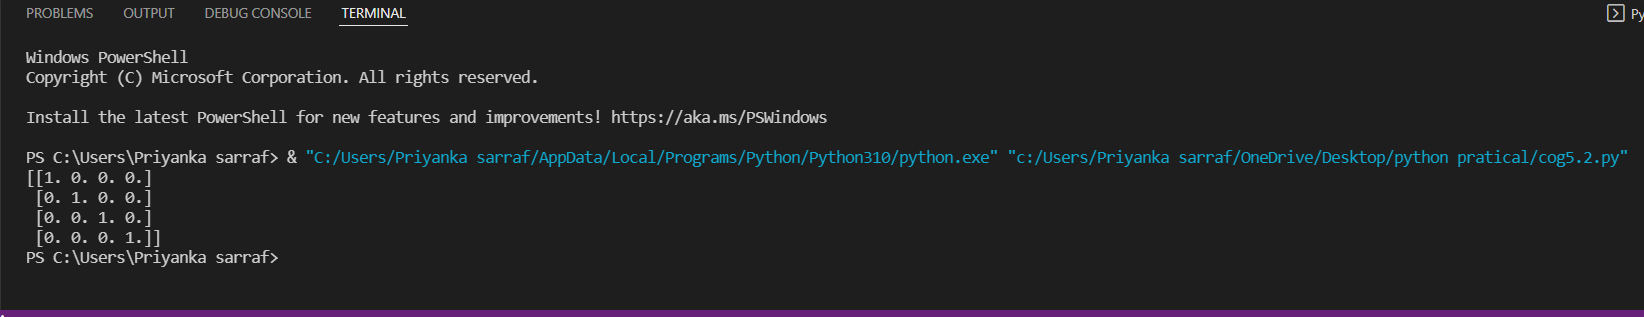 PROBLEMS OUTPUT DEBUG CONSOLE TERMINAL Py
Windows PowerShell
Copyright (C) Microsoft Corporation. All rights reserved.
Install the latest PowerShell for new features and improvements! https://aka.ms/PSWindows
PS C:\Users\Priyanka sarraf> & "C:/Users/Priyanka sarraf/AppData/Local/Programs/Python/Python310/python.exe" "c:/Users/Priyanka sarraf/OneDrive/Desktop/python pratical/cog5.2.py"
[[1. 0. 0. 0.]
 [0. 1. 0. 0.]
 [0. 0. 1. 0.]
 [0. 0. 0. 1.]]
PS C:\Users\Priyanka sarraf>